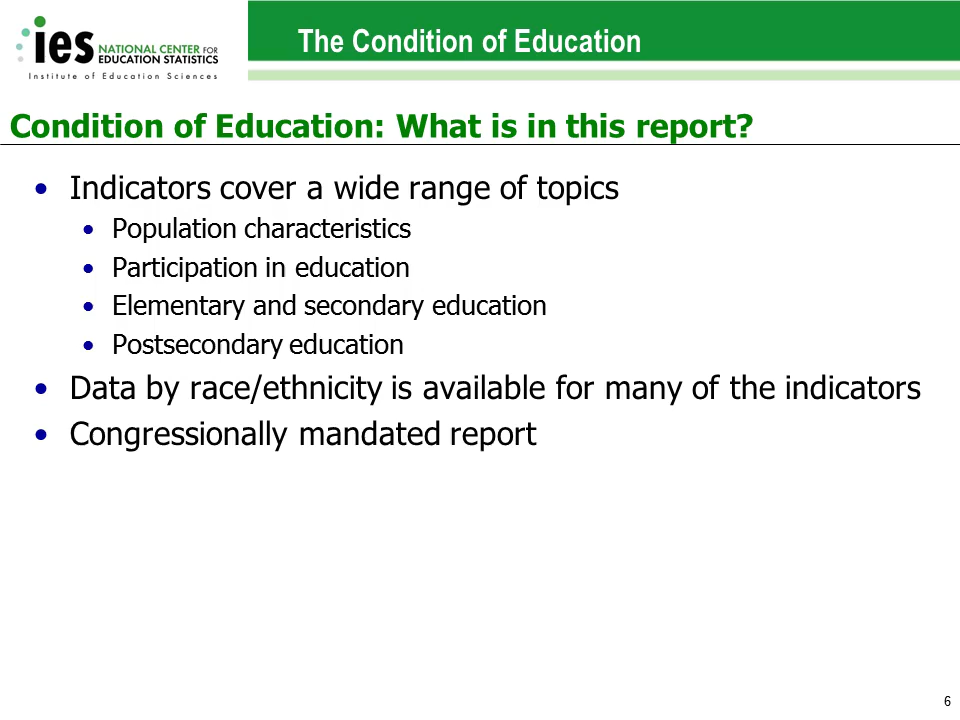 ies NATIONAL CENTER FOR
EDUCATION STATISTICS
Institute of Education Sciences
The Condition of Education
Condition of Education: What is in this report?
• Indicators cover a wide range of topics
• Population characteristics
• Participation in education
• Elementary and secondary education
• Postsecondary education
• Data by race/ethnicity is available for many of the indicators
• Congressionally mandated report
6